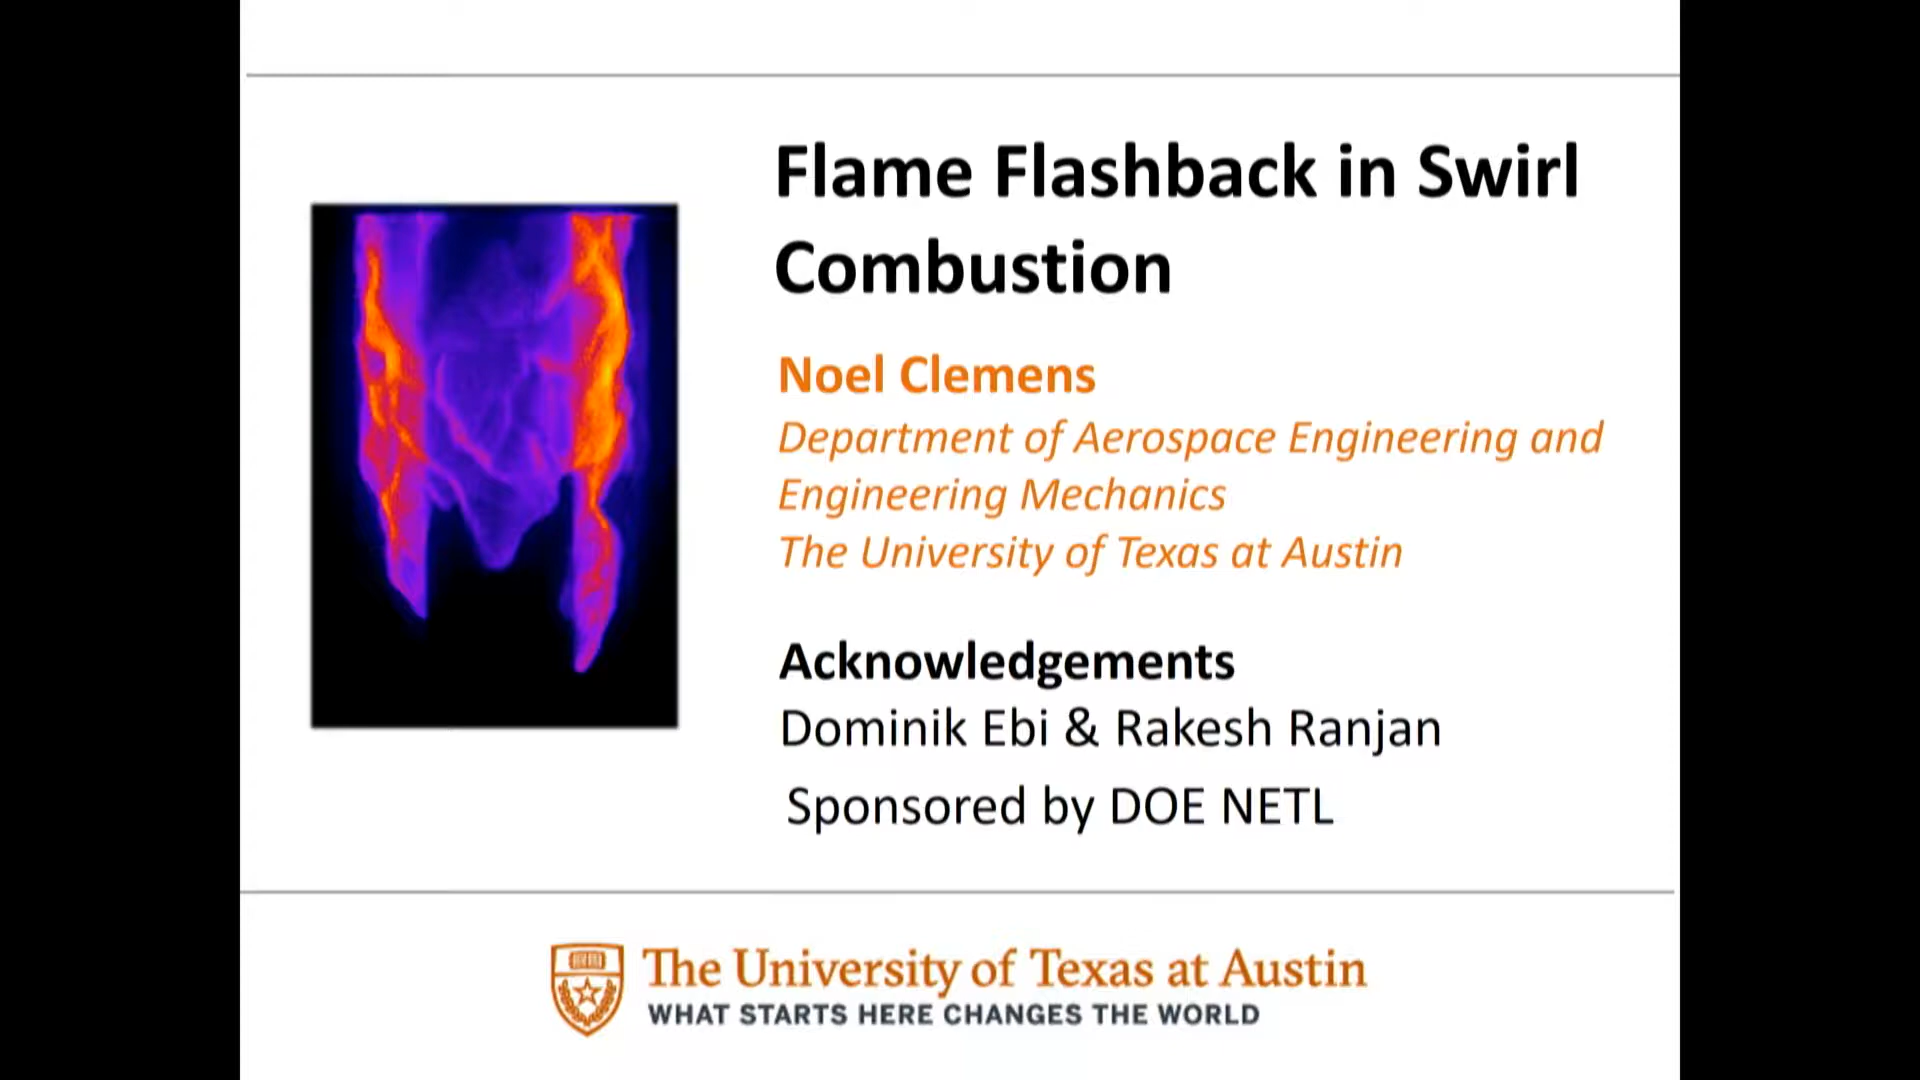 Flame Flashback in Swirl
Combustion
Noel Clemens
Department of Aerospace Engineering and
Engineering Mechanics
The University of Texas at Austin
Acknowledgements
Dominik Ebi & Rakesh Ranjan
Sponsored by DOE NETL
The University of Texas at Austin
WHAT STARTS HERE CHANGES THE WORLD